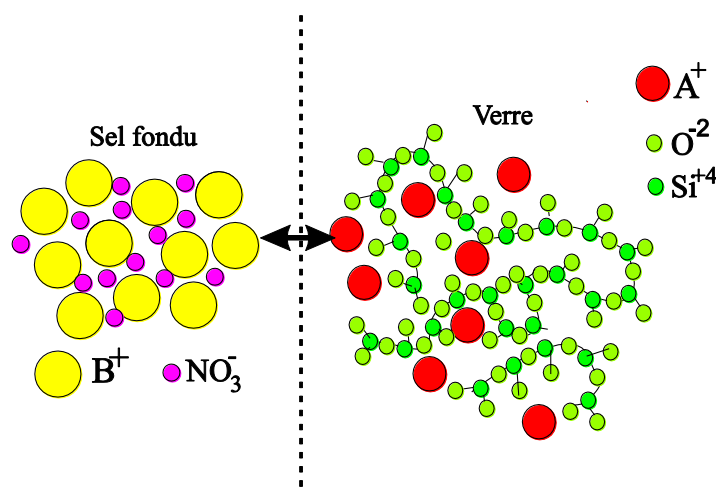 Sel fondu
B+
NO3-
Verre
A+
O-2
Si+4